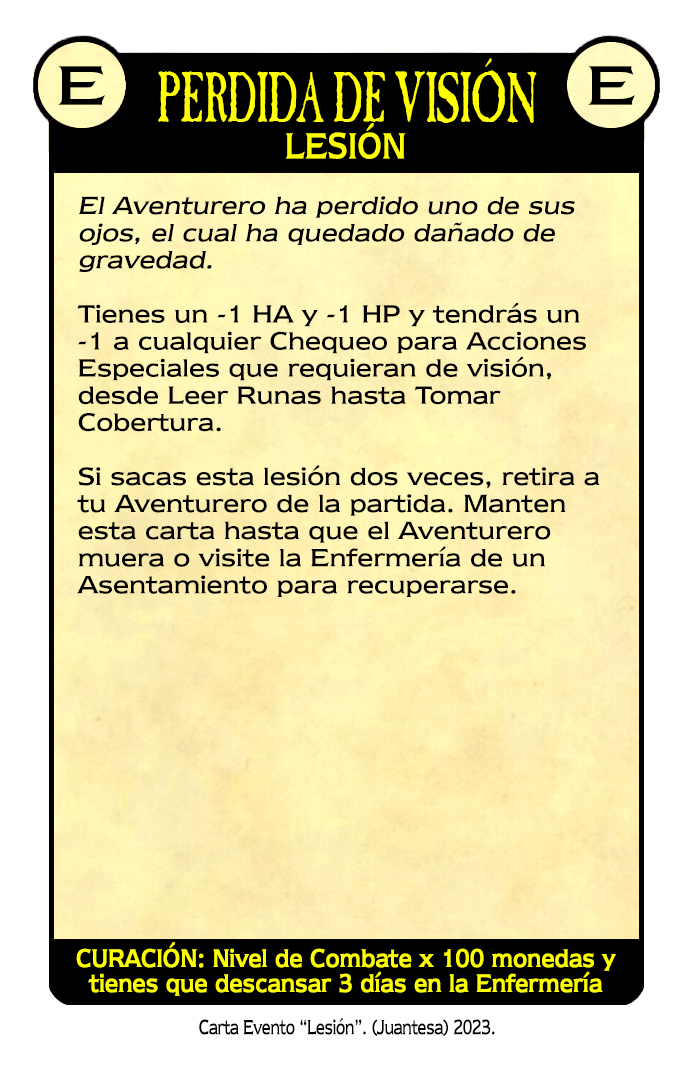 E
PERDIDA DE VISIÓN
E
LESIÓN
El Aventurero ha perdido uno de sus
ojos, el cual ha quedado dañado de
gravedad.
Tienes un -1 HA y -1 HP y tendrás un
-1 a cualquier Chequeo para Acciones
Especiales que requieran de visión,
desde Leer Runas hasta Tomar
Cobertura.
Si sacas esta lesión dos veces, retira a
tu Aventurero de la partida. Manten
esta carta hasta que el Aventurero
muera o visite la Enfermería de un
Asentamiento para recuperarse.
CURACIÓN: Nivel de Combate x 100 monedas y
tienes que descansar 3 días en la Enfermería
Carta Evento “Lesión”. (Juantesa) 2023.